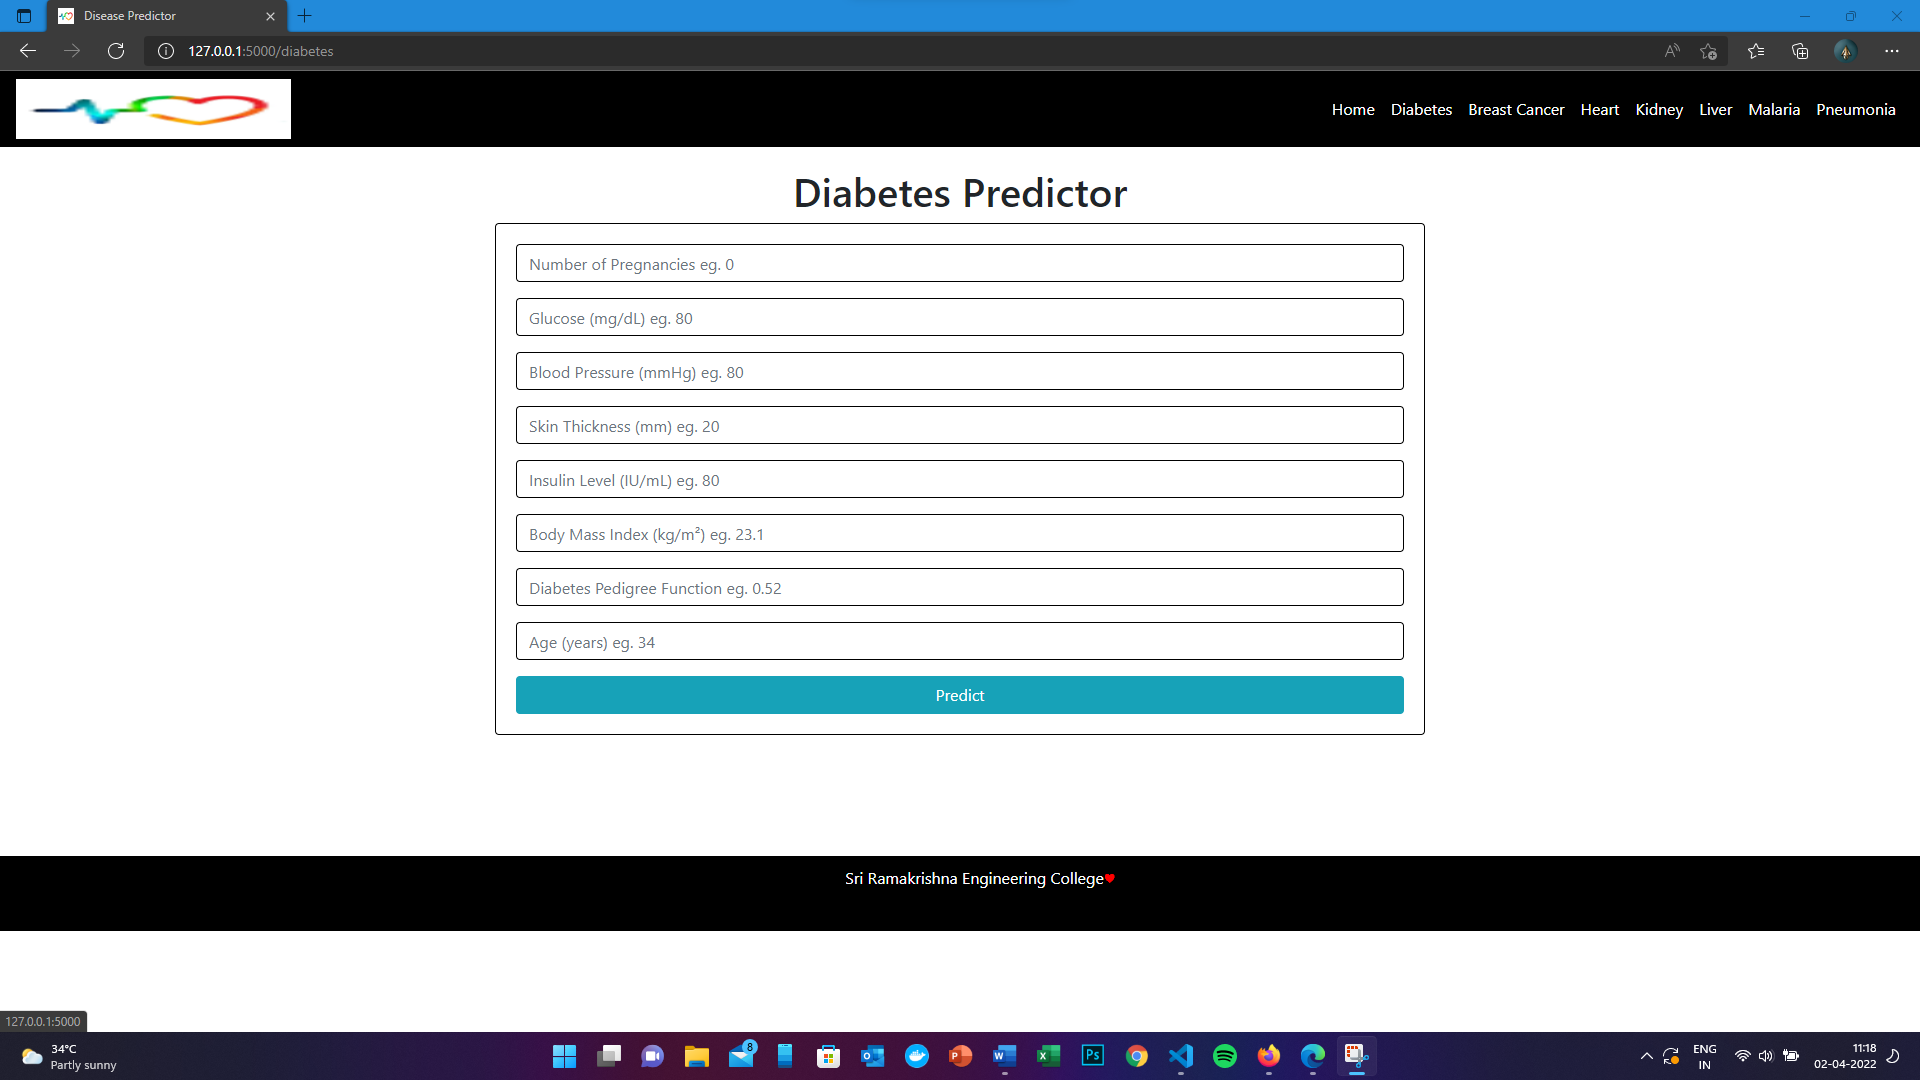 Disease Predictor
127.0.0.1:5000/diabetes
Home Diabetes Breast Cancer Heart Kidney Liver Malaria Pneumonia
Diabetes Predictor
Number of Pregnancies eg. 0
Glucose (mg/dL) eg. 80
Blood Pressure (mmHg) eg. 80
Skin Thickness (mm) eg. 20
Insulin Level (IU/mL) eg. 80
Body Mass Index (kg/m²) eg. 23.1
Diabetes Pedigree Function eg. 0.52
Age (years) eg. 34
Predict
Sri Ramakrishna Engineering College♥
127.0.0.1:5000
34°C
Partly sunny
8
Ps
ENG
IN
11:18
02-04-2022